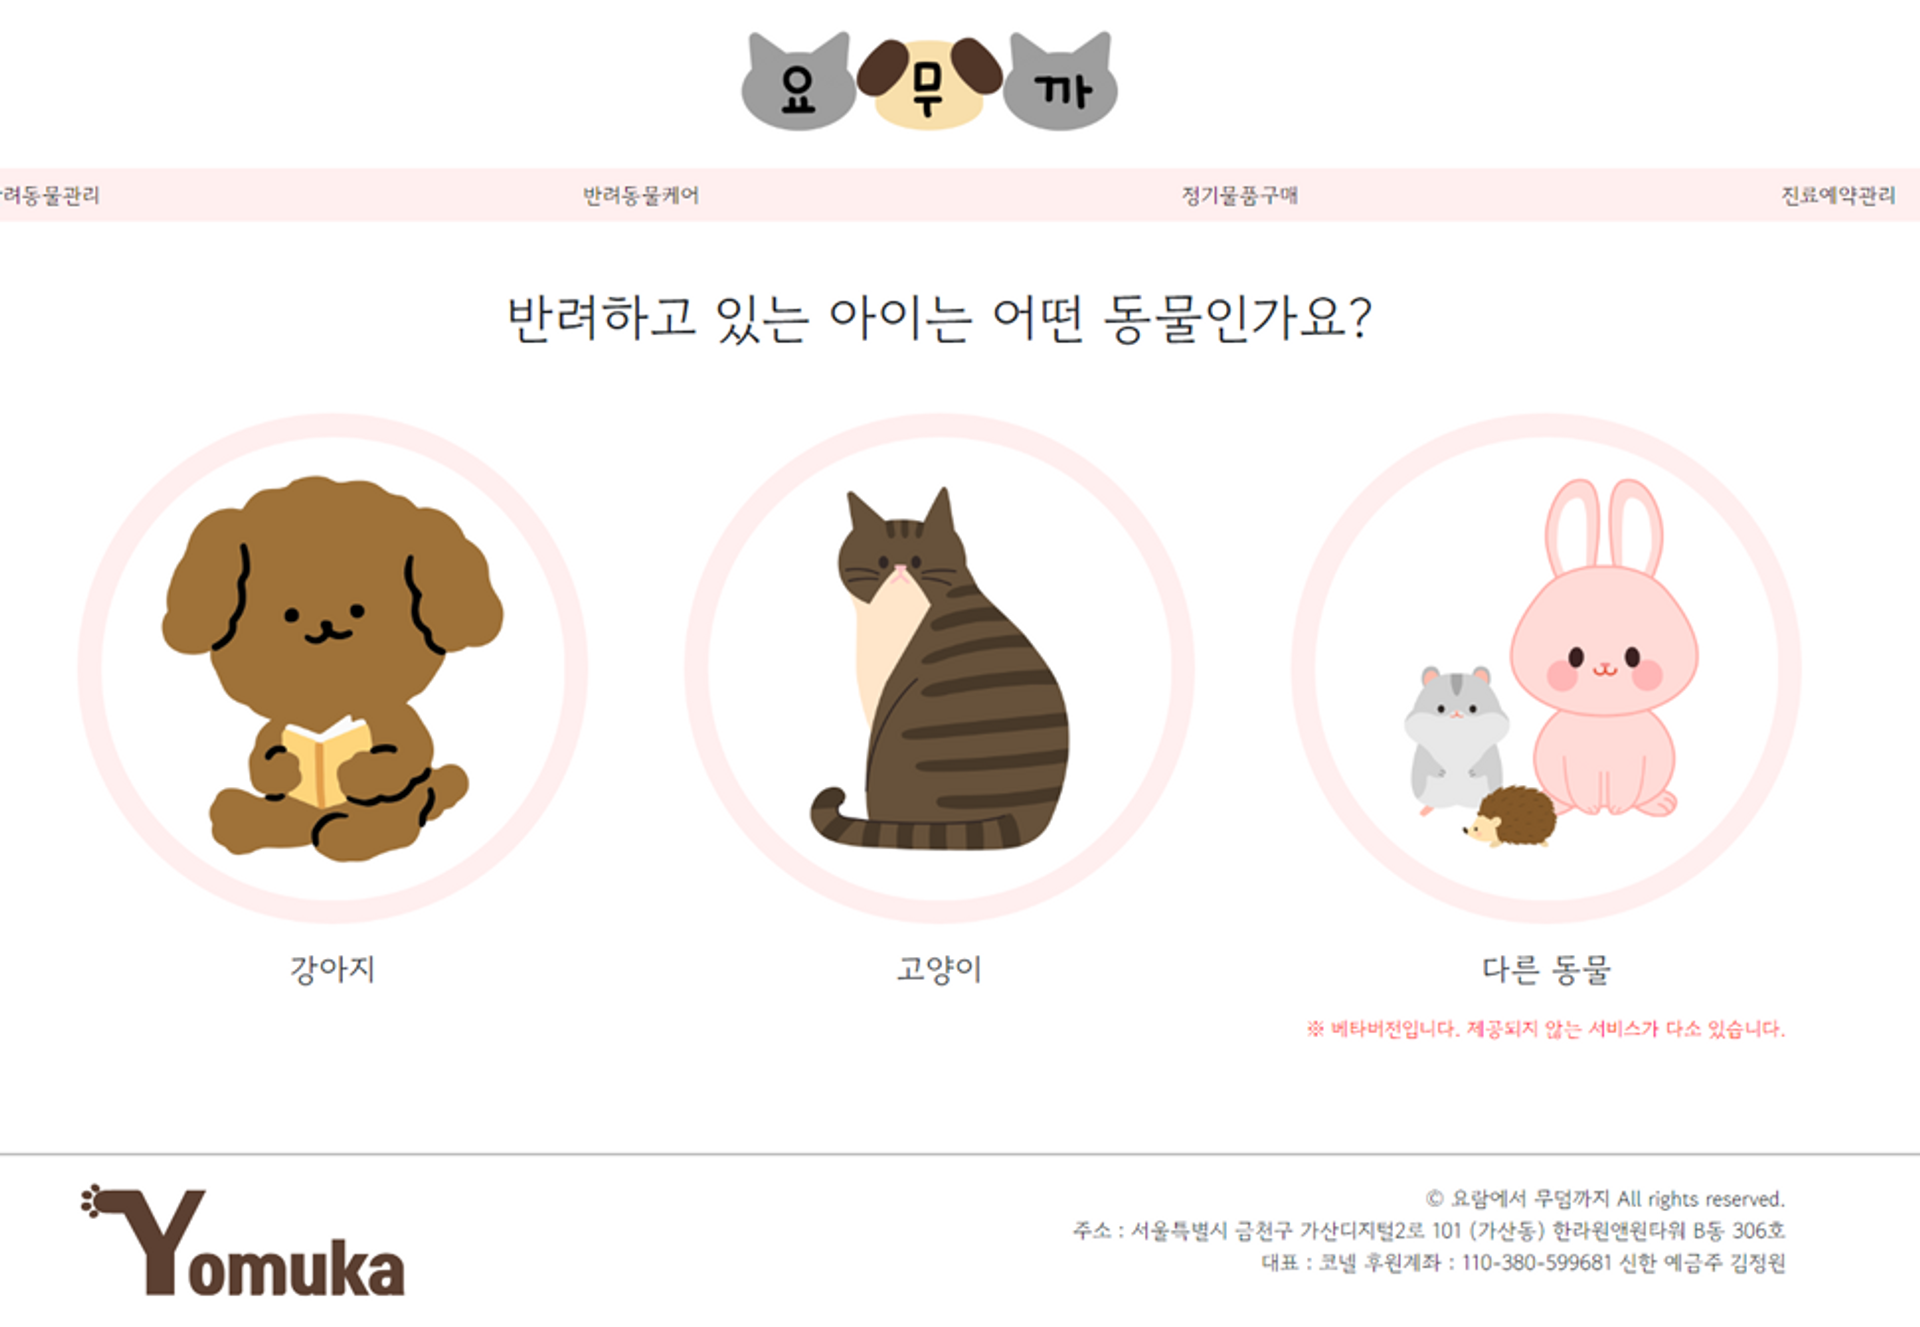 요무까
려동물관리 반려동물케어 정기물품구매 진료예약관리
반려하고 있는 아이는 어떤 동물인가요?
강아지 고양이 다른 동물
※ 베타버전입니다. 제공되지 않는 서비스가 다소 있습니다.
Yomuka
© 요람에서 무덤까지 All rights reserved.
주소 : 서울특별시 금천구 가산디지털2로 101 (가산동) 한라원앤원타워 B동 306호
대표 : 코넬 후원계좌 : 110-380-599681 신한 예금주 김정원